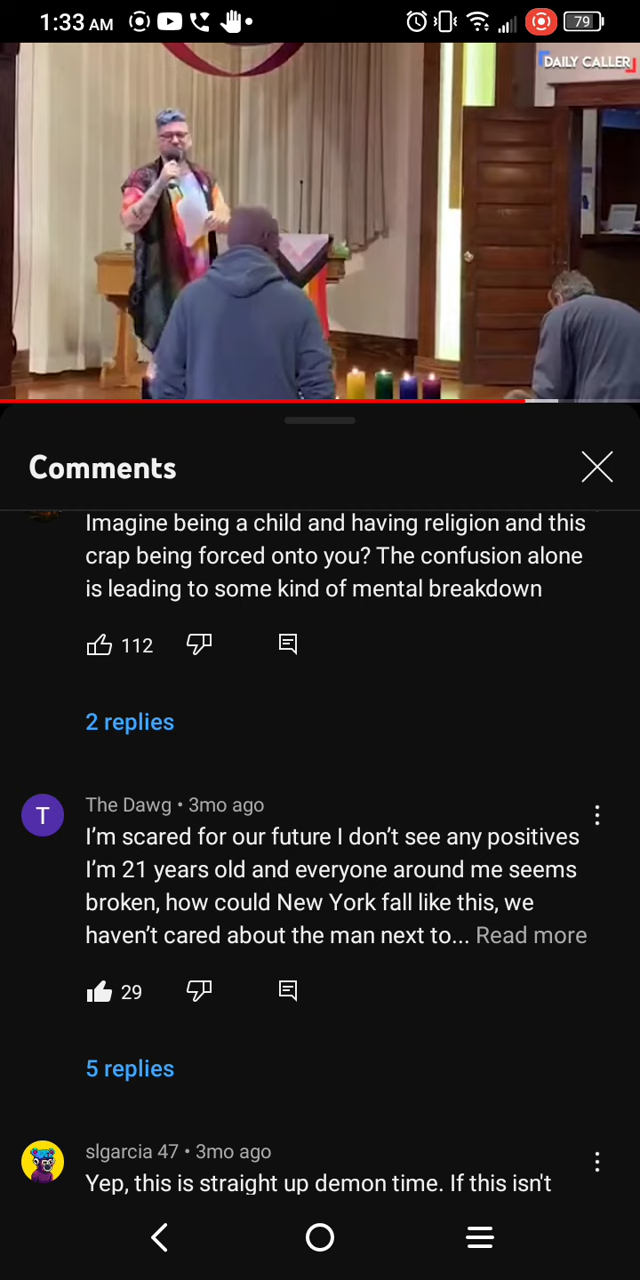 1:33 AM
79
DAILY CALLER
Comments
Imagine being a child and having religion and this
crap being forced onto you? The confusion alone
is leading to some kind of mental breakdown
112
2 replies
T
The Dawg • 3mo ago
I’m scared for our future I don’t see any positives
I’m 21 years old and everyone around me seems
broken, how could New York fall like this, we
haven’t cared about the man next to... Read more
29
5 replies
slgarcia 47 • 3mo ago
Yep, this is straight up demon time. If this isn't